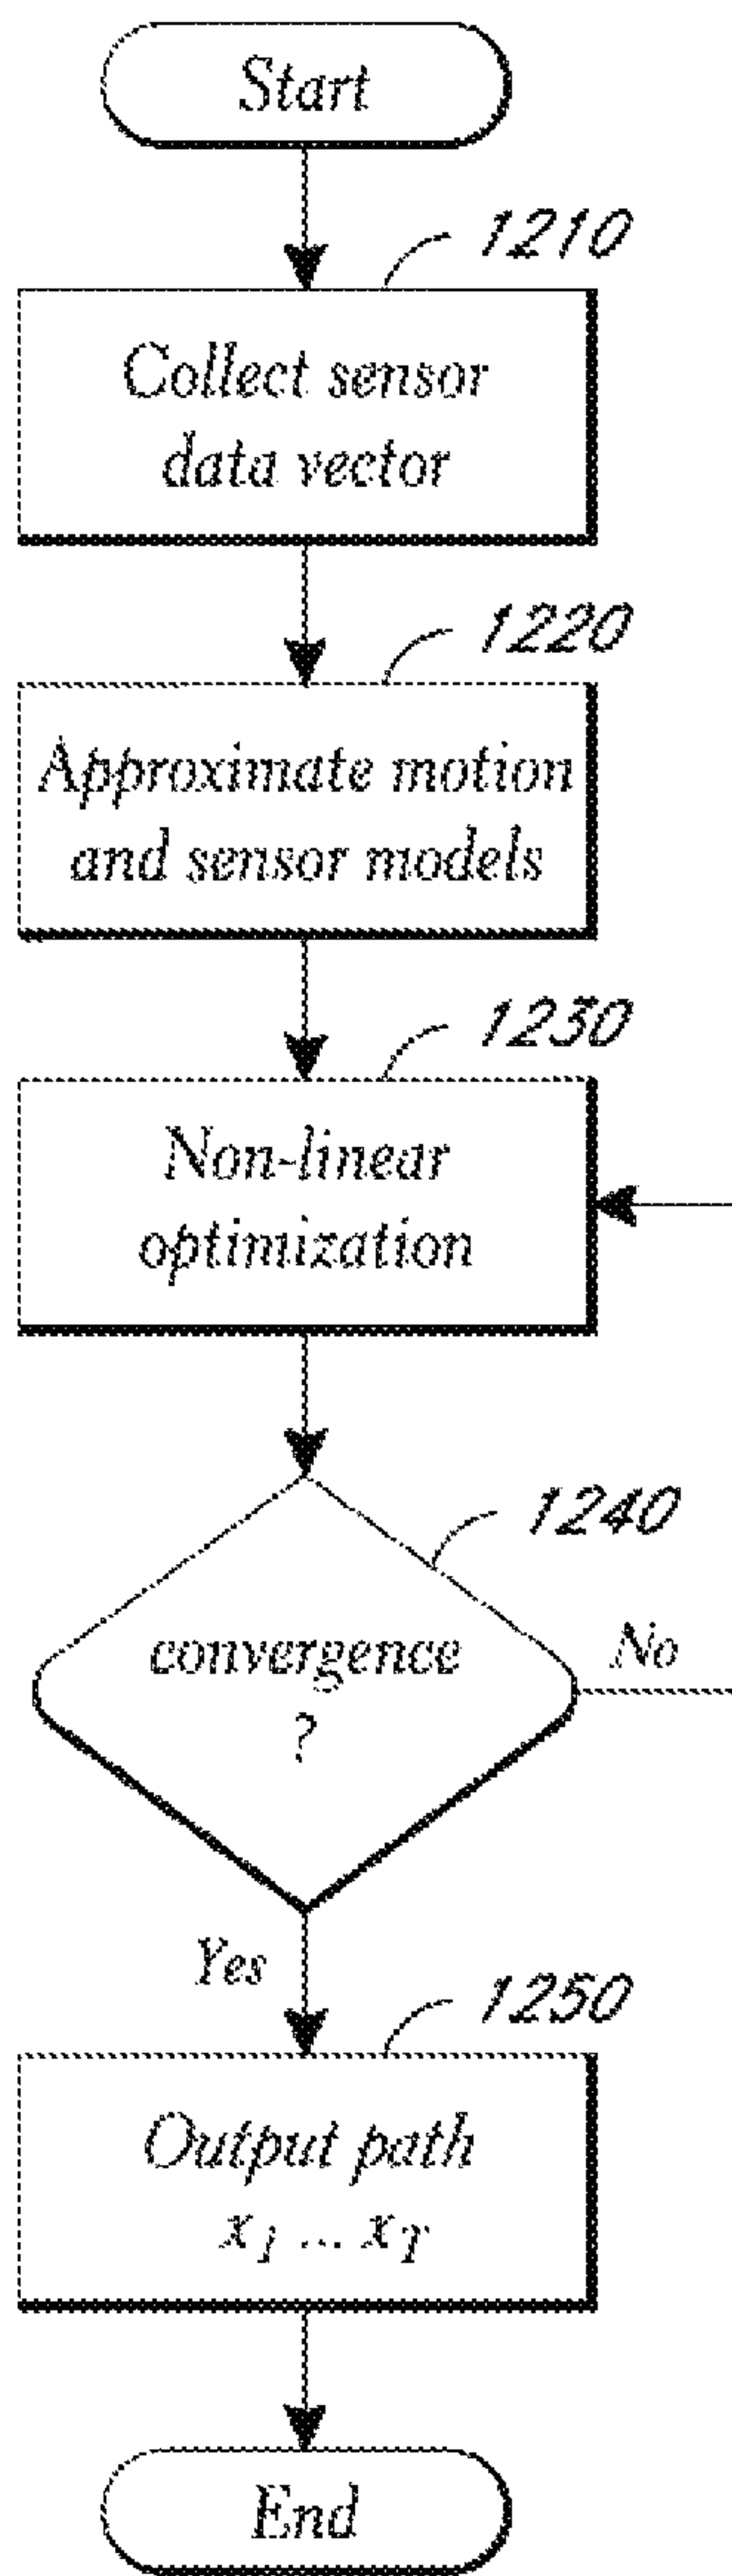 Start
1210
Collect sensor
data vector
1220
Approximate motion
and sensor models
1230
Non-linear
optimization
1240
convergence
?
No
Yes
1250
Output path
x₁ ... x_T
End